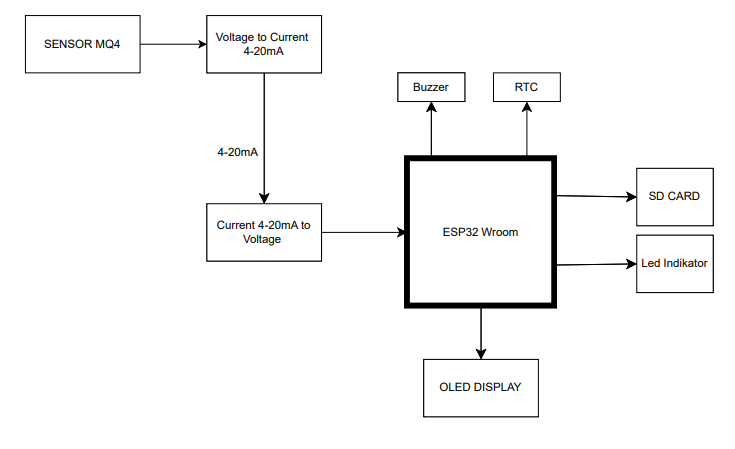 SENSOR MQ4
Voltage to Current
4-20mA
Buzzer
RTC
4-20mA
SD CARD
Current 4-20mA to
Voltage
ESP32 Wroom
Led Indikator
OLED DISPLAY